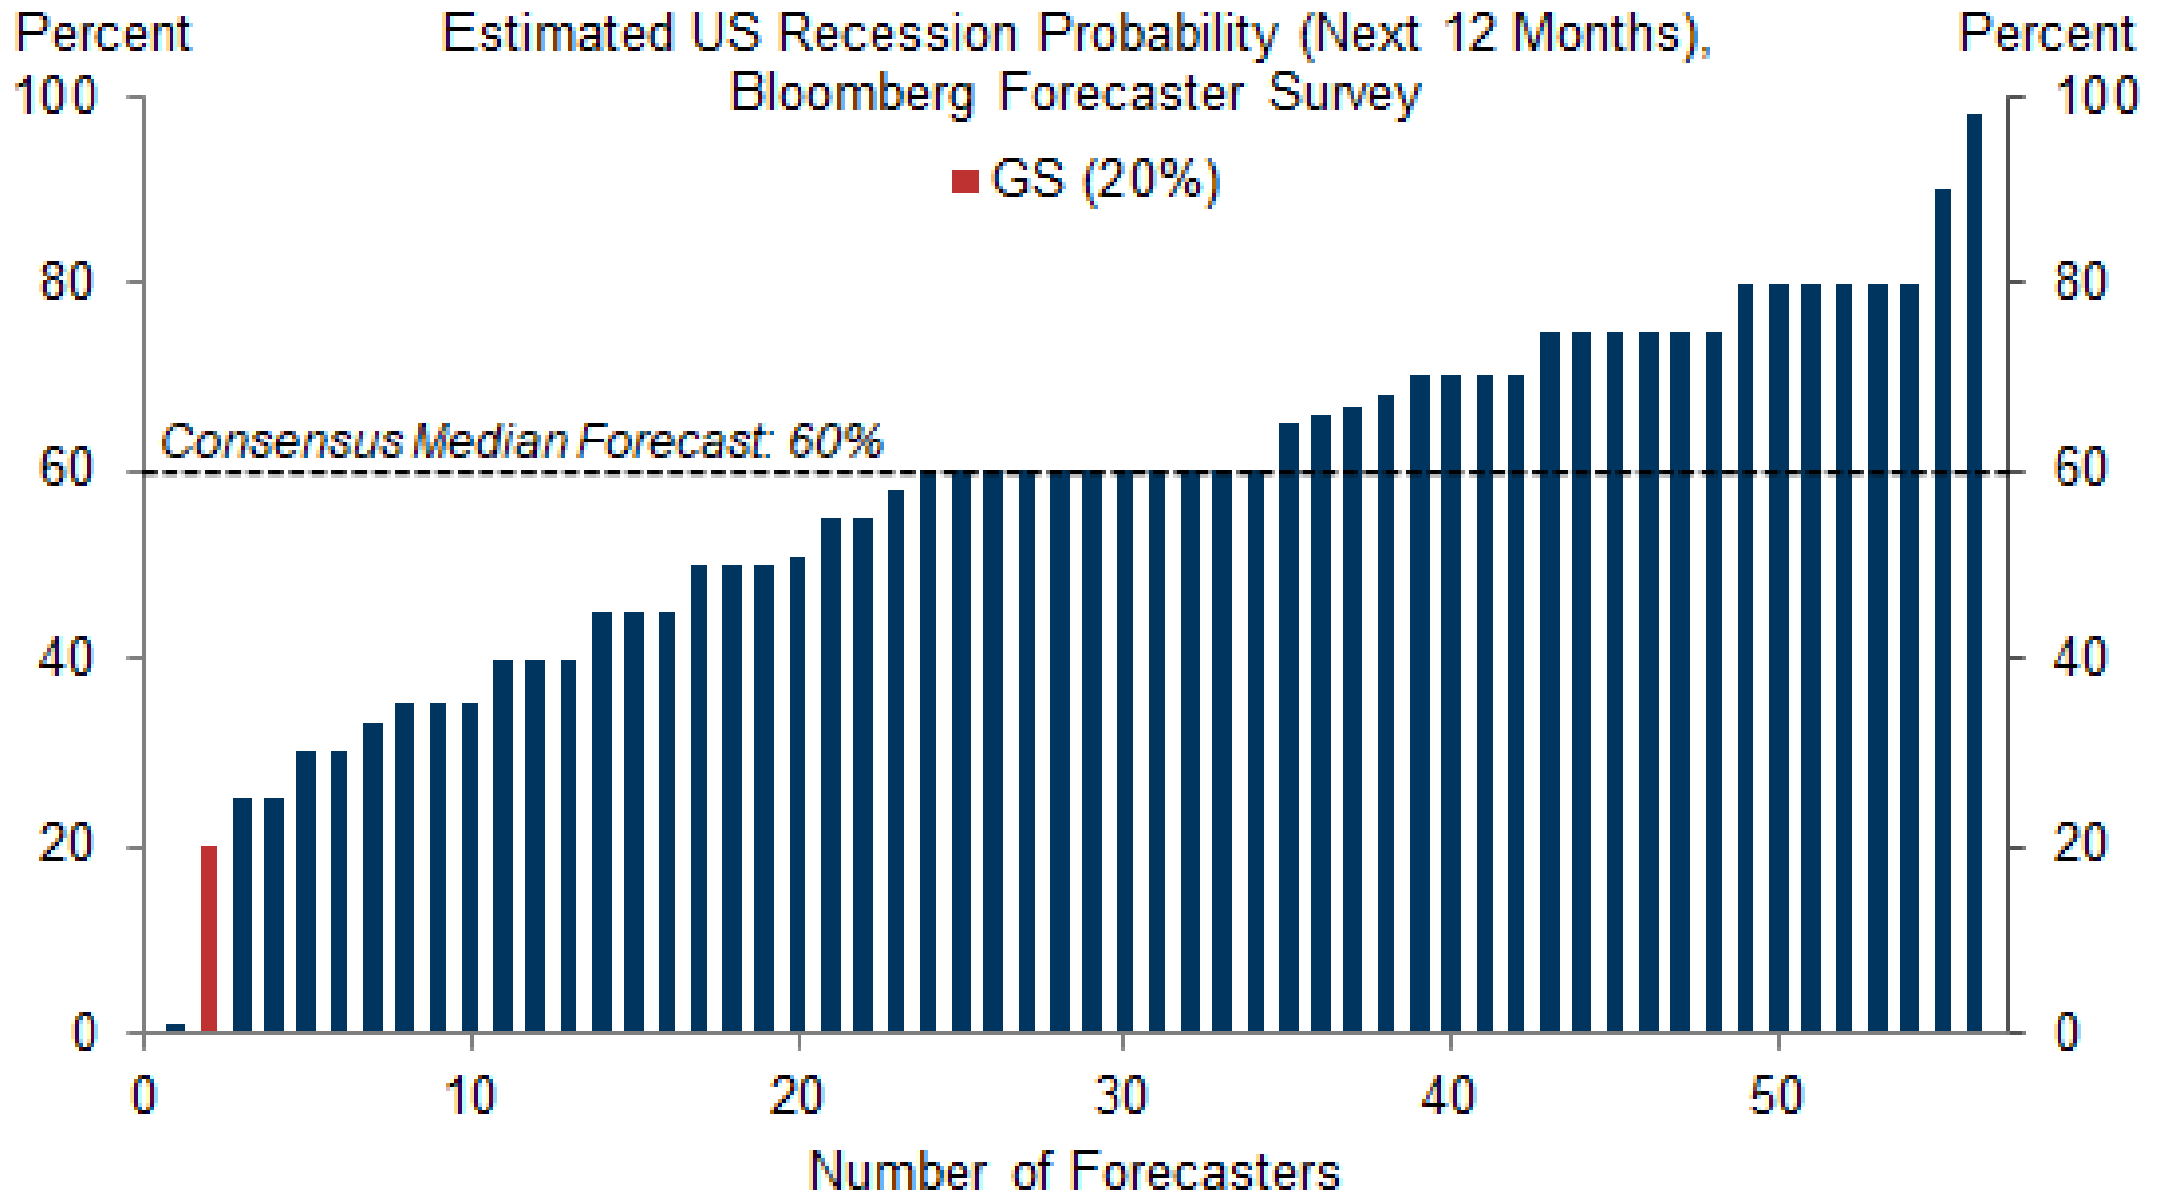 Percent
Estimated US Recession Probability (Next 12 Months),
Bloomberg Forecaster Survey
Percent
GS (20%)
100
80
60
40
20
0
Consensus Median Forecast: 60%
100
80
60
40
20
0
0 10 20 30 40 50
Number of Forecasters